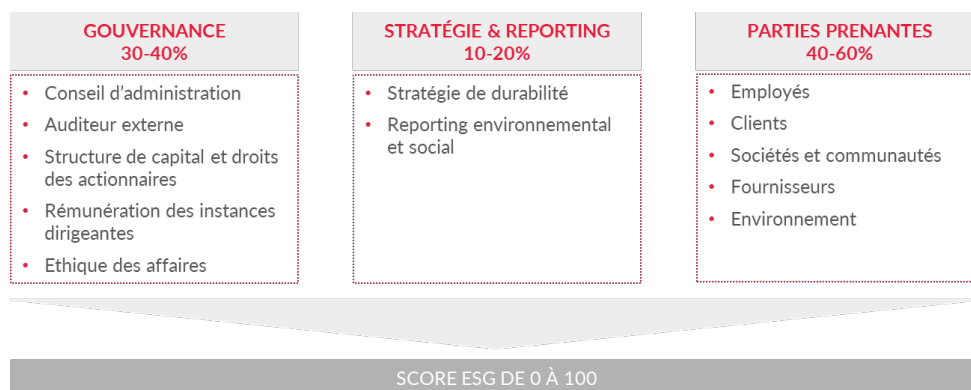 GOUVERNANCE
30-40%
• Conseil d’administration
• Auditeur externe
• Structure de capital et droits
des actionnaires
• Rémunération des instances
dirigeantes
• Ethique des affaires
STRATÉGIE & REPORTING
10-20%
• Stratégie de durabilité
• Reporting environnemental
et social
PARTIES PRENANTES
40-60%
• Employés
• Clients
• Sociétés et communautés
• Fournisseurs
• Environnement
SCORE ESG DE 0 À 100